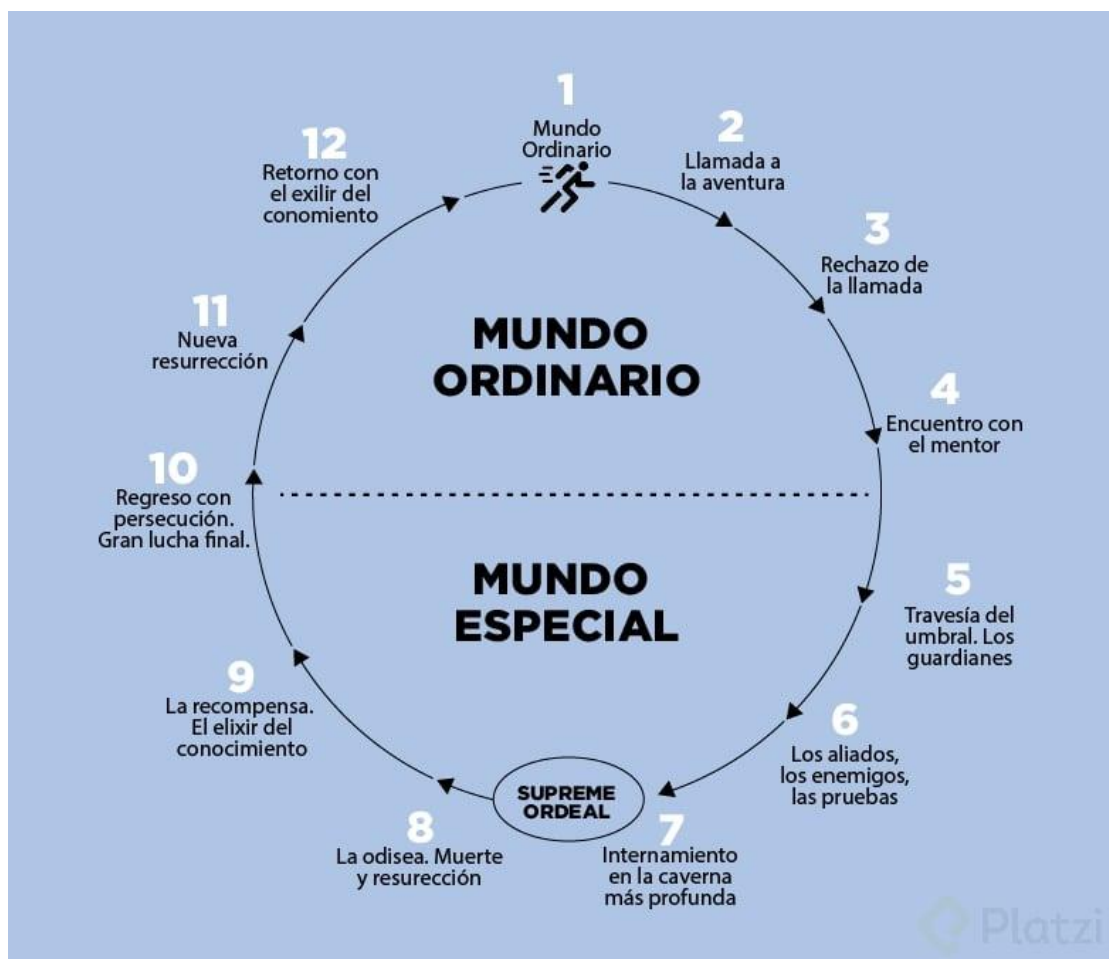 1
Mundo
Ordinario
2
Llamada a
la aventura
3
Rechazo de
la llamada
4
Encuentro con
el mentor
5
Travesía del
umbral. Los
guardianes
6
Los aliados,
los enemigos,
las pruebas
7
Internamiento
en la caverna
más profunda
SUPREME
ORDEAL
8
La odisea. Muerte
y resurección
9
La recompensa.
El elixir del
conocimiento
10
Regreso con
persecución.
Gran lucha final.
11
Nueva
resurrección
12
Retorno con
el exilir del
conomiento
MUNDO
ORDINARIO
MUNDO
ESPECIAL
Platzi